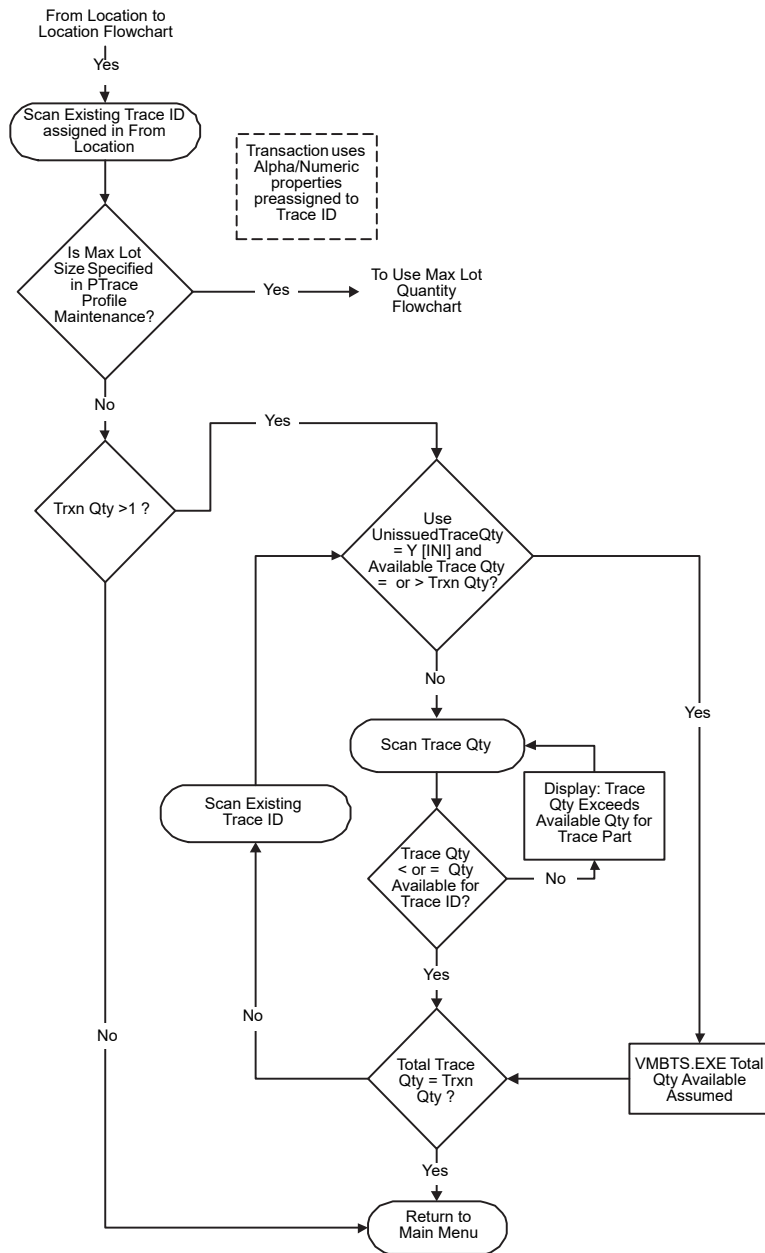 From Location to
Location Flowchart
Yes
Scan Existing Trace ID
assigned in From
Location
Transaction uses
Alpha/Numeric
properties
preassigned to
Trace ID
Is Max Lot
Size Specified
in PTrace
Profile
Maintenance?
Yes
To Use Max Lot
Quantity
Flowchart
No
Yes
Trxn Qty >1 ?
Use
UnissuedTraceQty
= Y [INI] and
Available Trace Qty
= or > Trxn Qty?
No
Yes
Scan Trace Qty
Display: Trace
Qty Exceeds
Available Qty for
Trace Part
Scan Existing
Trace ID
Trace Qty
< or = Qty
Available for
Trace ID?
No
Yes
No
No
Total Trace
Qty = Trxn
Qty ?
VMBTS.EXE Total
Qty Available
Assumed
Yes
Return to
Main Menu